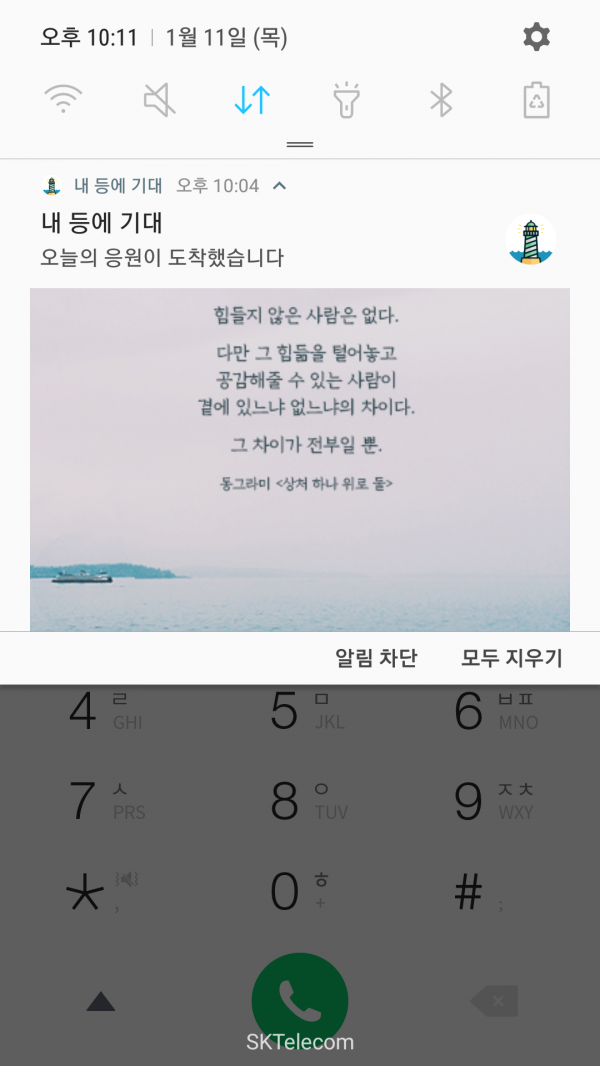 오후 10:11 | 1월 11일 (목)
내 등에 기대 오후 10:04
내 등에 기대
오늘의 응원이 도착했습니다
힘들지 않은 사람은 없다.
다만 그 힘듦을 털어놓고
공감해줄 수 있는 사람이
곁에 있느냐 없느냐의 차이다.
그 차이가 전부일 뿐.
동그라미 <상처 하나 위로 둘>
알림 차단 모두 지우기
4 ㄹ GHI 5 ㅁ JKL 6 ㅂㅍ MNO
7 ㅅ PRS 8 ㅇ TUV 9 ㅈㅊ WXY
* , 0 ㅎ + # ;
SKTelecom